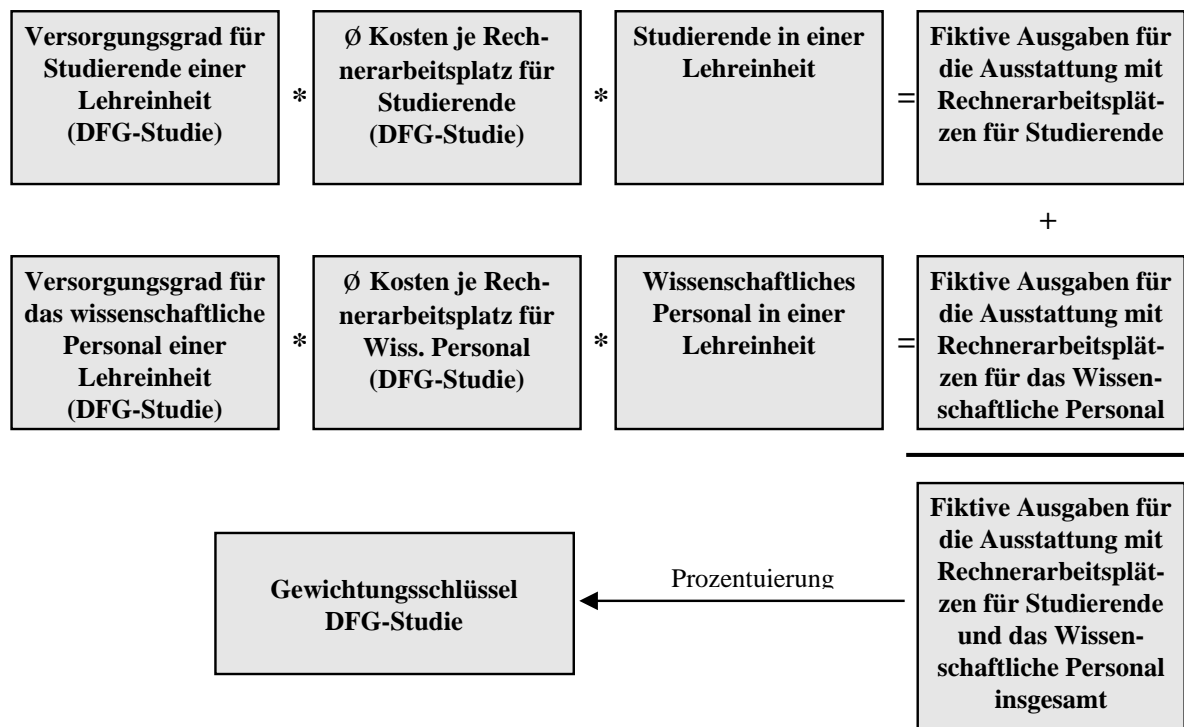 Versorgungsgrad für
Studierende einer
Lehreinheit
(DFG-Studie)
*
Ø Kosten je Rech-
nerarbeitsplatz für
Studierende
(DFG-Studie)
*
Studierende in einer
Lehreinheit
=
Fiktive Ausgaben für
die Ausstattung mit
Rechnerarbeitsplät-
zen für Studierende
+
Versorgungsgrad für
das wissenschaftliche
Personal einer
Lehreinheit
(DFG-Studie)
*
Ø Kosten je Rech-
nerarbeitsplatz für
Wiss. Personal
(DFG-Studie)
*
Wissenschaftliches
Personal in einer
Lehreinheit
=
Fiktive Ausgaben für
die Ausstattung mit
Rechnerarbeitsplät-
zen für das Wissen-
schaftliche Personal
Fiktive Ausgaben für
die Ausstattung mit
Rechnerarbeitsplät-
zen für Studierende
und das Wissen-
schaftliche Personal
insgesamt
Prozentuierung
Gewichtungsschlüssel
DFG-Studie